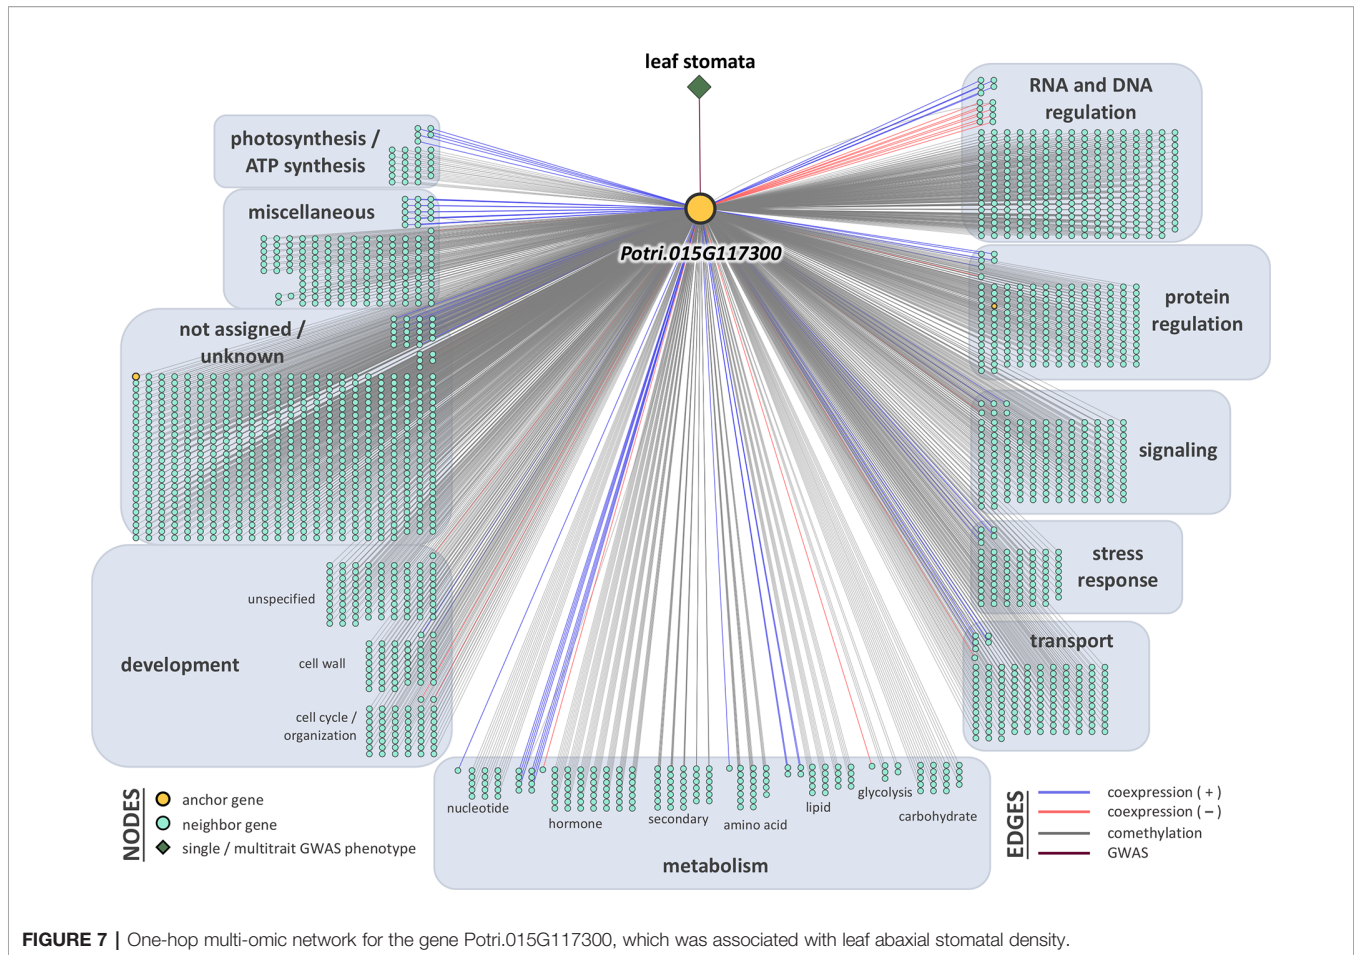 leaf stomata
RNA and DNA
regulation
photosynthesis /
ATP synthesis
miscellaneous
Potri.015G117300
protein
regulation
not assigned /
unknown
signaling
stress
response
unspecified
development
cell wall
transport
cell cycle /
organization
nucleotide
hormone
secondary
amino acid
lipid
glycolysis
carbohydrate
metabolism
NODES
anchor gene
neighbor gene
single / multitrait GWAS phenotype
EDGES
coexpression ( + )
coexpression ( − )
comethylation
GWAS
FIGURE 7 | One-hop multi-omic network for the gene Potri.015G117300, which was associated with leaf abaxial stomatal density.